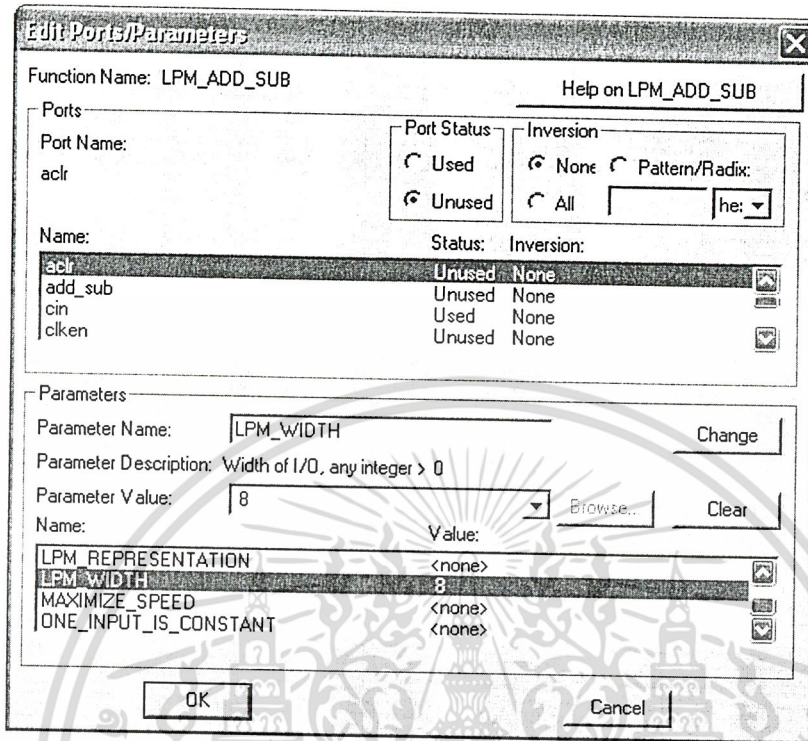 Edit Ports/Parameters
Function Name: LPM_ADD_SUB
Help on LPM_ADD_SUB
Ports
Port Name:
aclr
Port Status
Used
Unused
Inversion
None
Pattern/Radix:
All
he:
Name: Status: Inversion:
aclr Unused None
add_sub Unused None
cin Used None
clken Unused None
Parameters
Parameter Name: LPM_WIDTH
Change
Parameter Description: Width of I/O, any integer > 0
Parameter Value: 8
Browse..
Clear
Name: Value:
LPM_REPRESENTATION <none>
LPM_WIDTH 8
MAXIMIZE_SPEED <none>
ONE_INPUT_IS_CONSTANT <none>
OK
Cancel